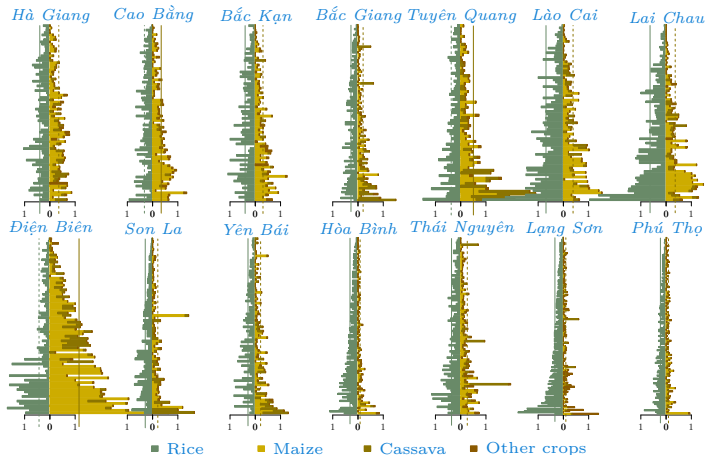 Hà Giang Cao Bằng Bắc Kạn Bắc Giang Tuyên Quang Lào Cai Lai Chau
1 0 1 1 0 1 1 0 1 1 0 1 1 0 1 1 0 1 1 0 1
Điện Biên Son La Yên Bái Hòa Bình Thái Nguyên Lạng Sơn Phú Thọ
1 0 1 1 0 1 1 0 1 1 0 1 1 0 1 1 0 1 1 0 1
Rice Maize Cassava Other crops